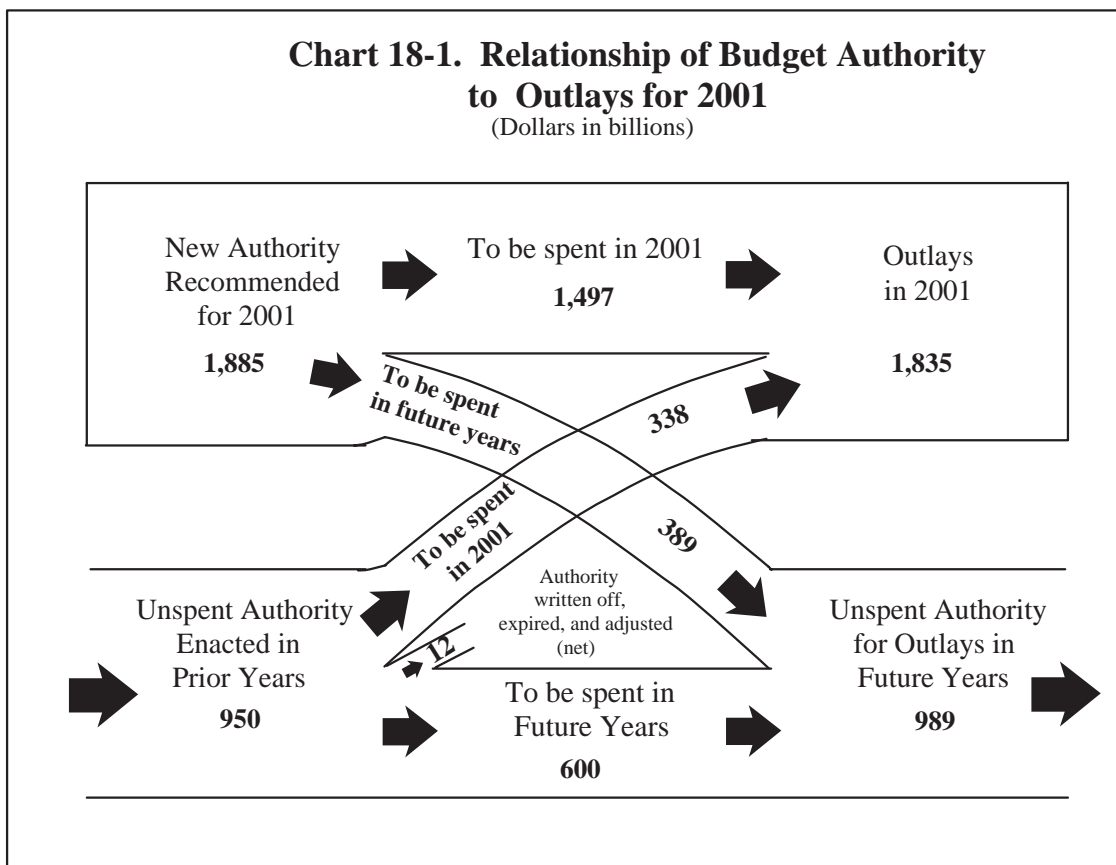 Chart 18-1. Relationship of Budget Authority
to Outlays for 2001
(Dollars in billions)
New Authority
Recommended
for 2001
1,885
To be spent in 2001
1,497
Outlays
in 2001
1,835
To be spent
in future years
338
To be spent
in 2001
389
Authority
written off,
expired, and adjusted
(net)
12
Unspent Authority
Enacted in
Prior Years
950
To be spent in
Future Years
600
Unspent Authority
for Outlays in
Future Years
989